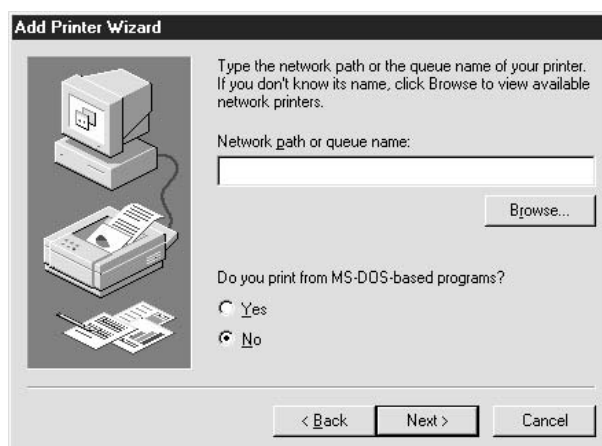 Add Printer Wizard
Type the network path or the queue name of your printer.
If you don't know its name, click Browse to view available
network printers.
Network path or queue name:
Browse...
Do you print from MS-DOS-based programs?
Yes
No
< Back
Next >
Cancel